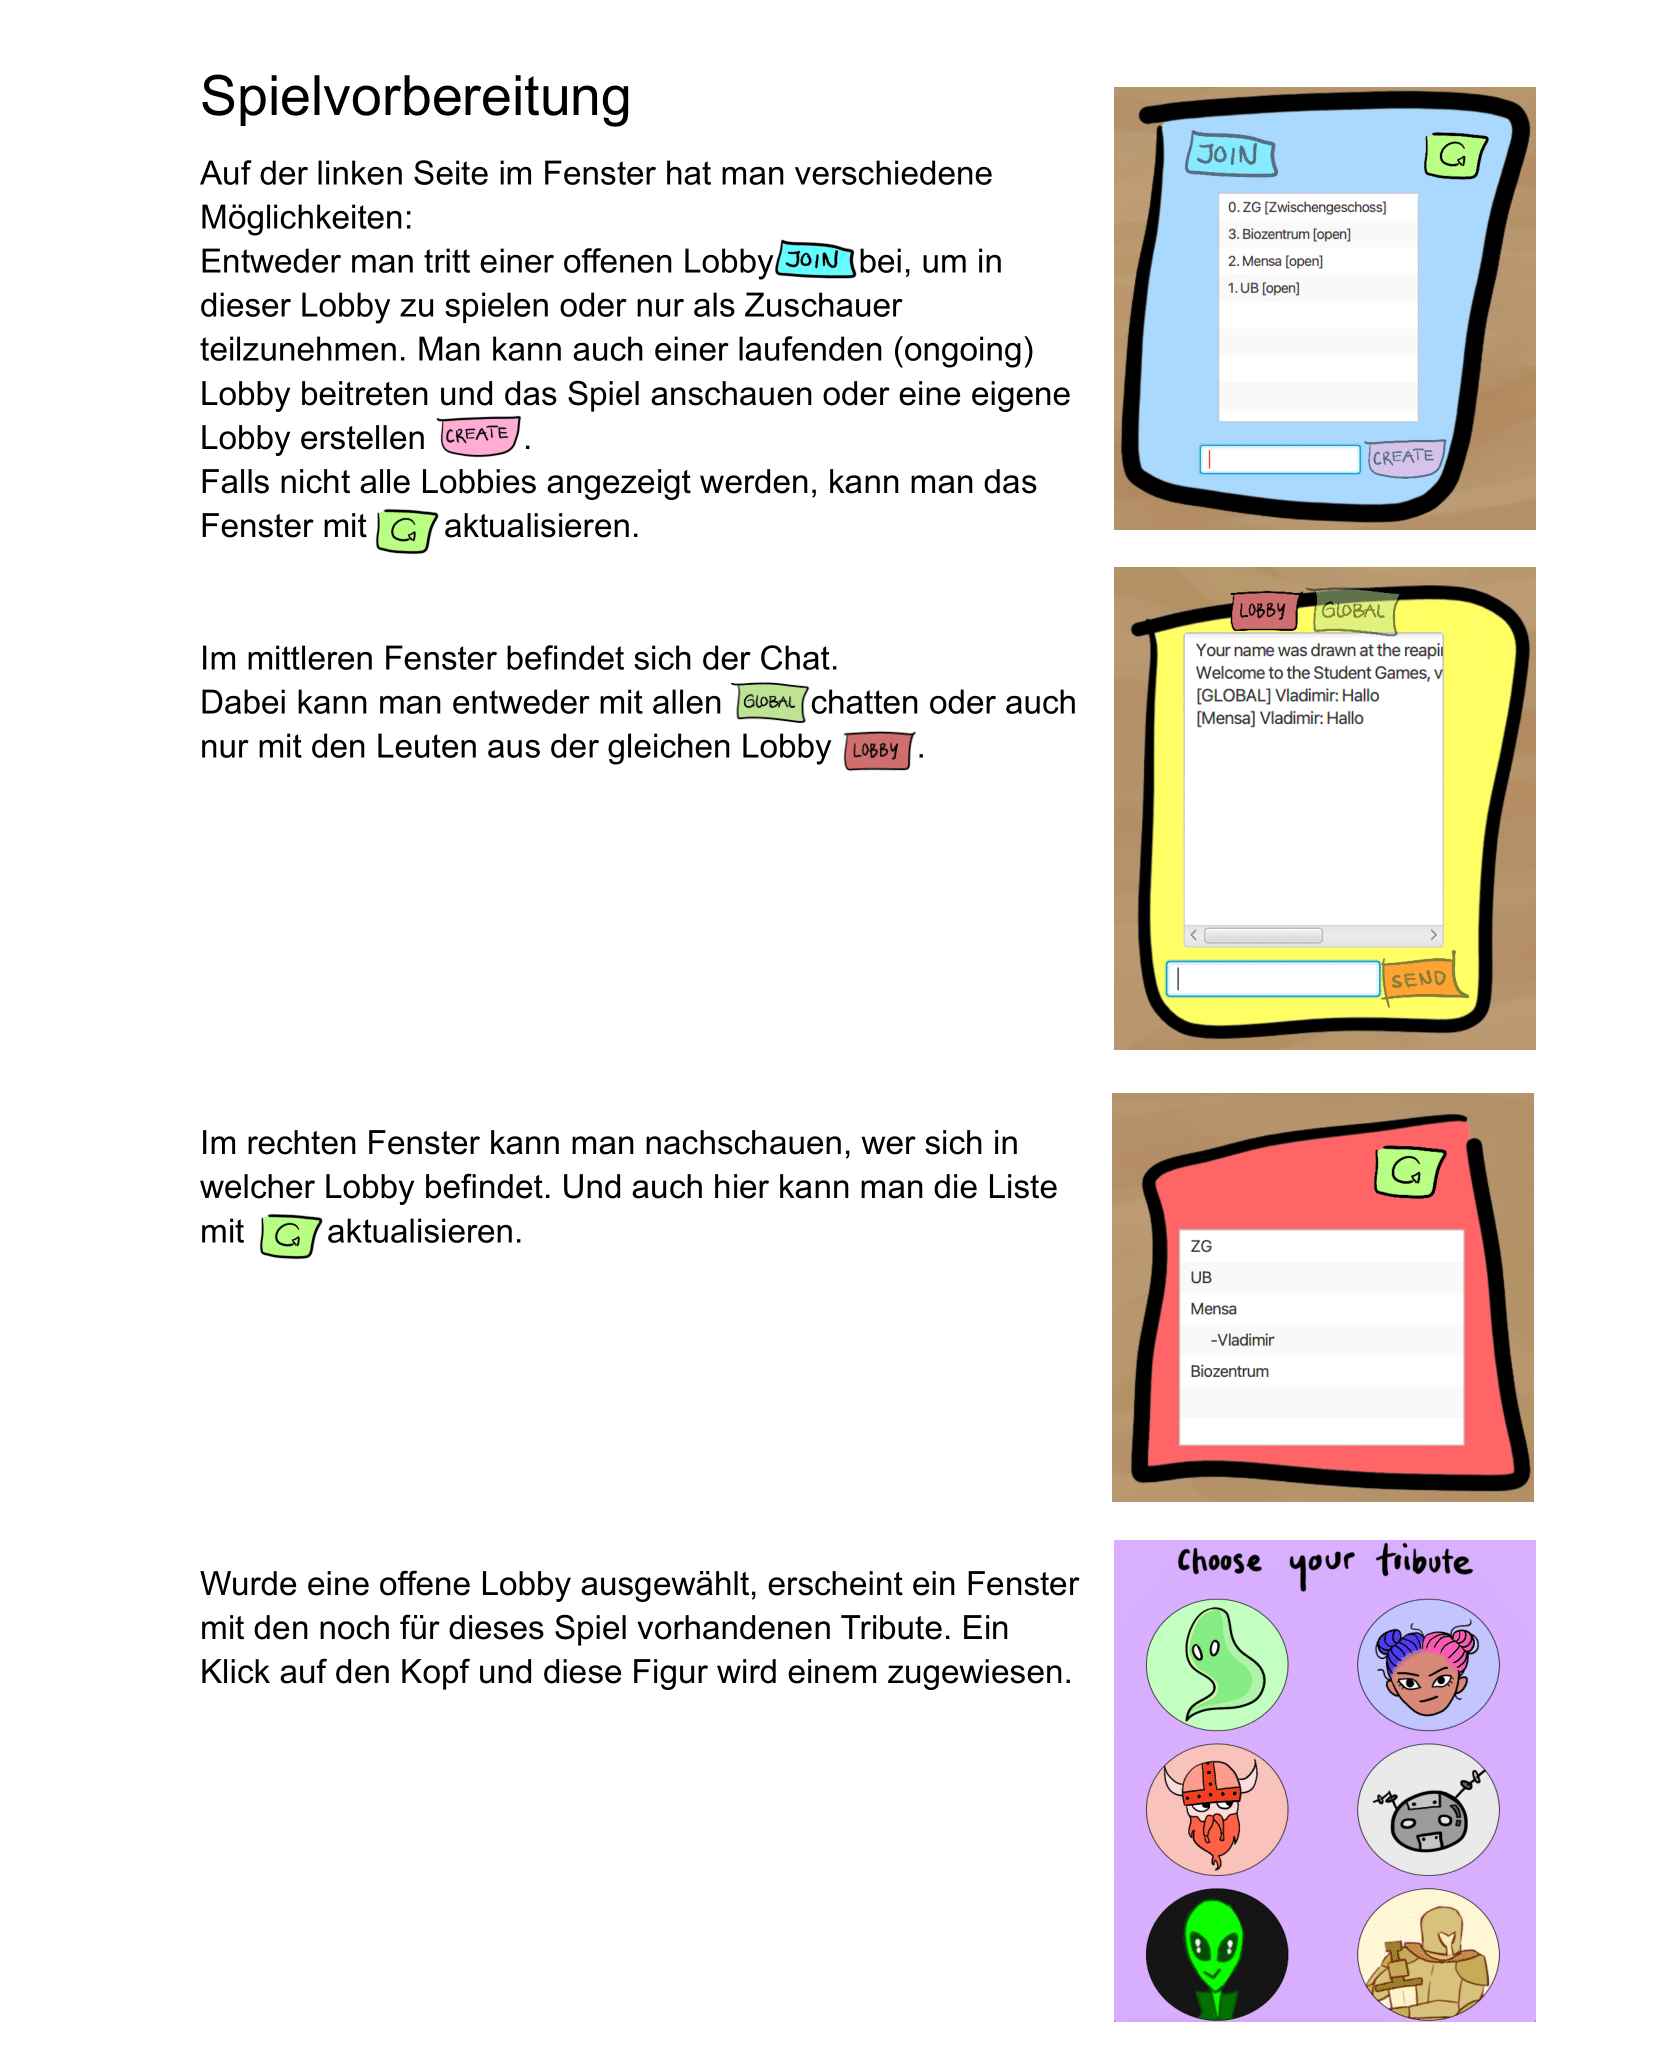 Spielvorbereitung
Auf der linken Seite im Fenster hat man verschiedene
Möglichkeiten:
Entweder man tritt einer offenen Lobby JOIN bei, um in
dieser Lobby zu spielen oder nur als Zuschauer
teilzunehmen. Man kann auch einer laufenden (ongoing)
Lobby beitreten und das Spiel anschauen oder eine eigene
Lobby erstellen CREATE .
Falls nicht alle Lobbies angezeigt werden, kann man das
Fenster mit aktualisieren.
JOIN
0. ZG [Zwischengeschoss]
3. Biozentrum [open]
2. Mensa [open]
1. UB [open]
CREATE
Im mittleren Fenster befindet sich der Chat.
Dabei kann man entweder mit allen GLOBAL chatten oder auch
nur mit den Leuten aus der gleichen Lobby LOBBY .
LOBBY GLOBAL
Your name was drawn at the reapi
Welcome to the Student Games, v
[GLOBAL] Vladimir: Hallo
[Mensa] Vladimir: Hallo
SEND
Im rechten Fenster kann man nachschauen, wer sich in
welcher Lobby befindet. Und auch hier kann man die Liste
mit aktualisieren.
ZG
UB
Mensa
-Vladimir
Biozentrum
Wurde eine offene Lobby ausgewählt, erscheint ein Fenster
mit den noch für dieses Spiel vorhandenen Tribute. Ein
Klick auf den Kopf und diese Figur wird einem zugewiesen.
Choose your tribute